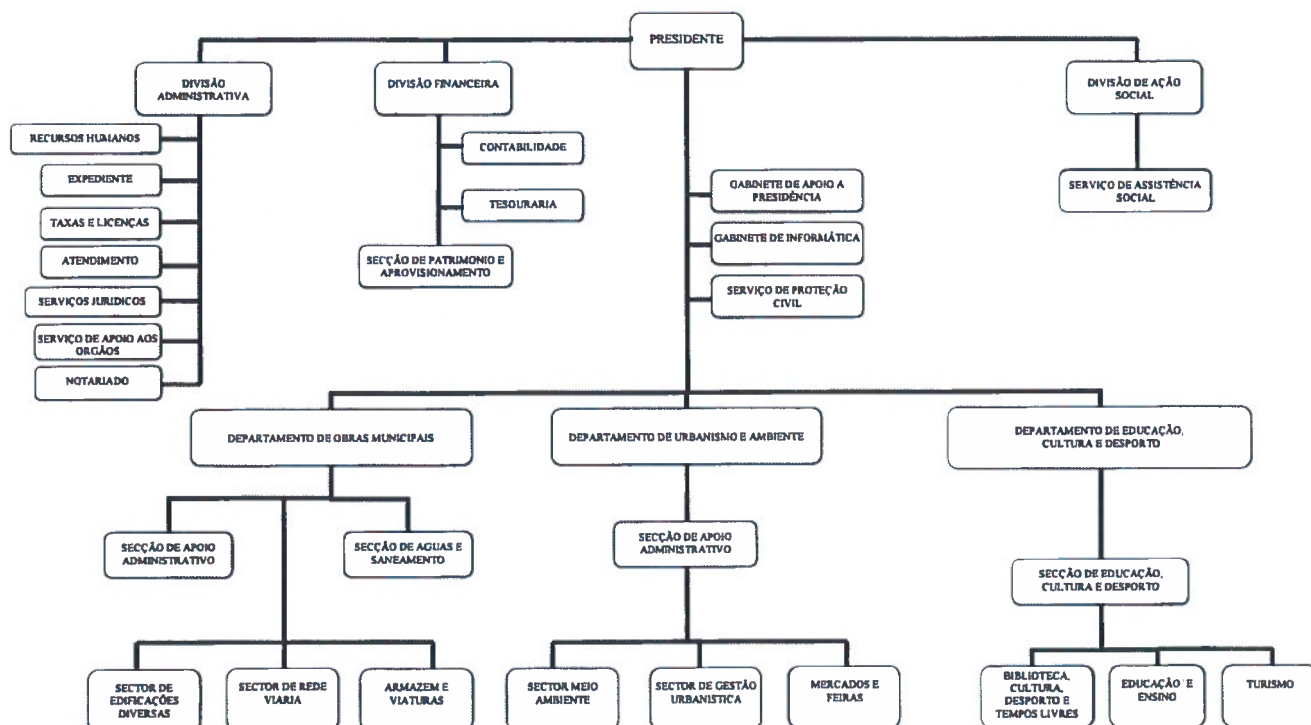 PRESIDENTE
DIVISÃO
ADMINISTRATIVA
DIVISÃO FINANCEIRA
DIVISÃO DE AÇÃO
SOCIAL
RECURSOS HUMANOS
EXPEDIENTE
TAXAS E LICENÇAS
ATENDIMENTO
SERVIÇOS JURIDICOS
SERVIÇO DE APOIO AOS
ORGÃOS
NOTARIADO
CONTABILIDADE
TESOURARIA
SECÇÃO DE PATRIMONIO E
APROVISIONAMENTO
GABINETE DE APOIO A
PRESIDÊNCIA
GABINETE DE INFORMÁTICA
SERVIÇO DE PROTEÇÃO
CIVIL
SERVIÇO DE ASSISTÊNCIA
SOCIAL
DEPARTAMENTO DE OBRAS MUNICIPAIS
DEPARTAMENTO DE URBANISMO E AMBIENTE
DEPARTAMENTO DE EDUCAÇÃO,
CULTURA E DESPORTO
SECÇÃO DE APOIO
ADMINISTRATIVO
SECÇÃO DE AGUAS E
SANEAMENTO
SECÇÃO DE APOIO
ADMINISTRATIVO
SECÇÃO DE EDUCAÇÃO,
CULTURA E DESPORTO
SECTOR DE
EDIFICAÇÕES
DIVERSAS
SECTOR DE REDE
VIARIA
ARMAZEM E
VIATURAS
SECTOR MEIO
AMBIENTE
SECTOR DE GESTÃO
URBANISTICA
MERCADOS E
FEIRAS
BIBLIOTECA,
CULTURA,
DESPORTO E
TEMPOS LIVRES
EDUCAÇÃO E
ENSINO
TURISMO